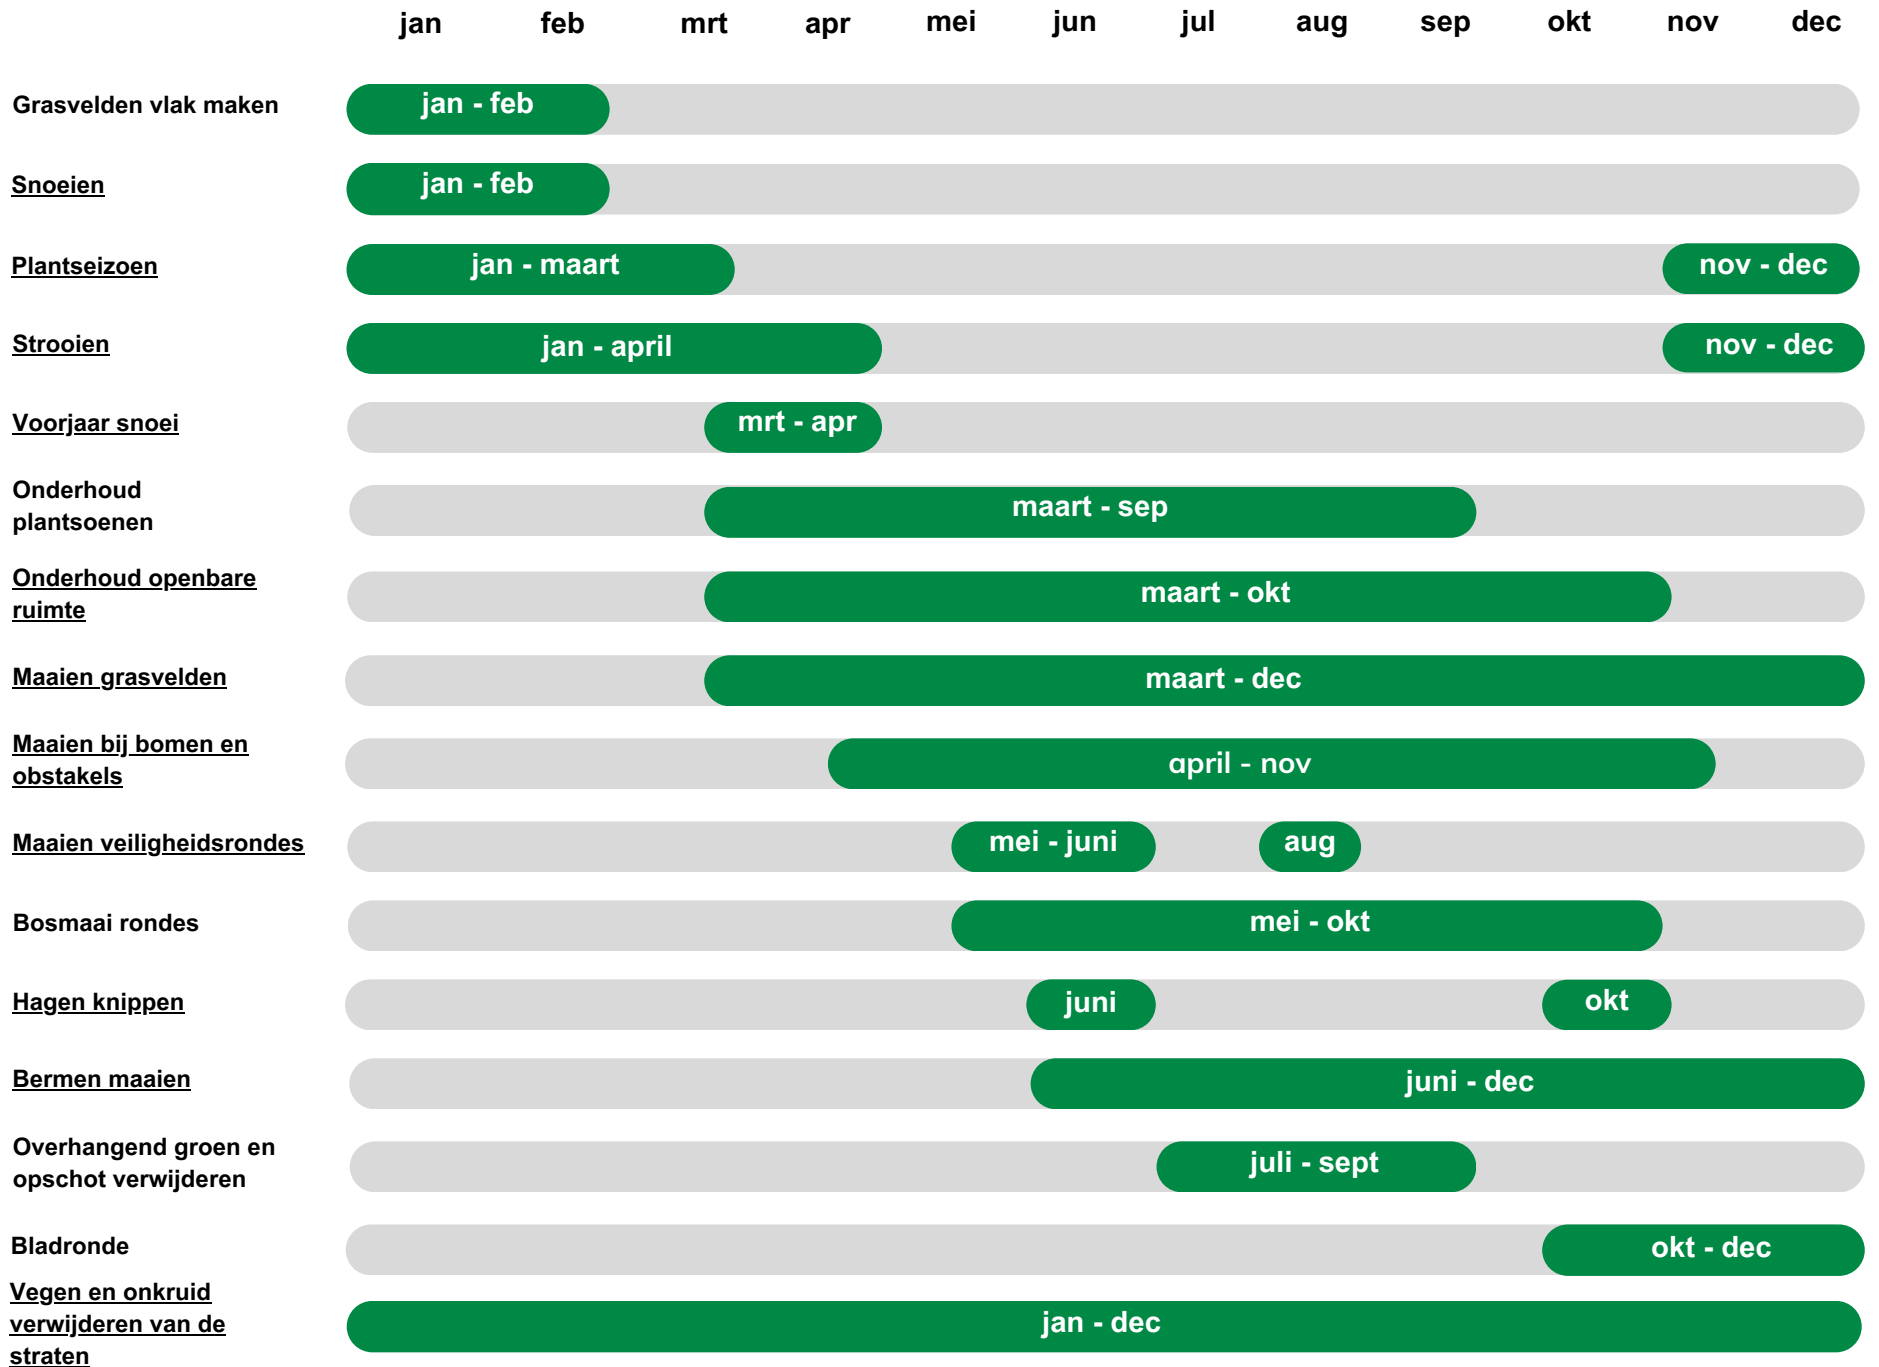 jan feb mrt apr mei jun jul aug sep okt nov dec
Grasvelden vlak maken jan - feb
Snoeien jan - feb
Plantseizoen jan - maart nov - dec
Strooien jan - april nov - dec
Voorjaar snoei mrt - apr
Onderhoud
plantsoenen maart - sep
Onderhoud openbare
ruimte maart - okt
Maaien grasvelden maart - dec
Maaien bij bomen en
obstakels april - nov
Maaien veiligheidsrondes mei - juni aug
Bosmaai rondes mei - okt
Hagen knippen juni okt
Bermen maaien juni - dec
Overhangend groen en
opschot verwijderen juli - sept
Bladronde okt - dec
Vegen en onkruid
verwijderen van de jan - dec
straten